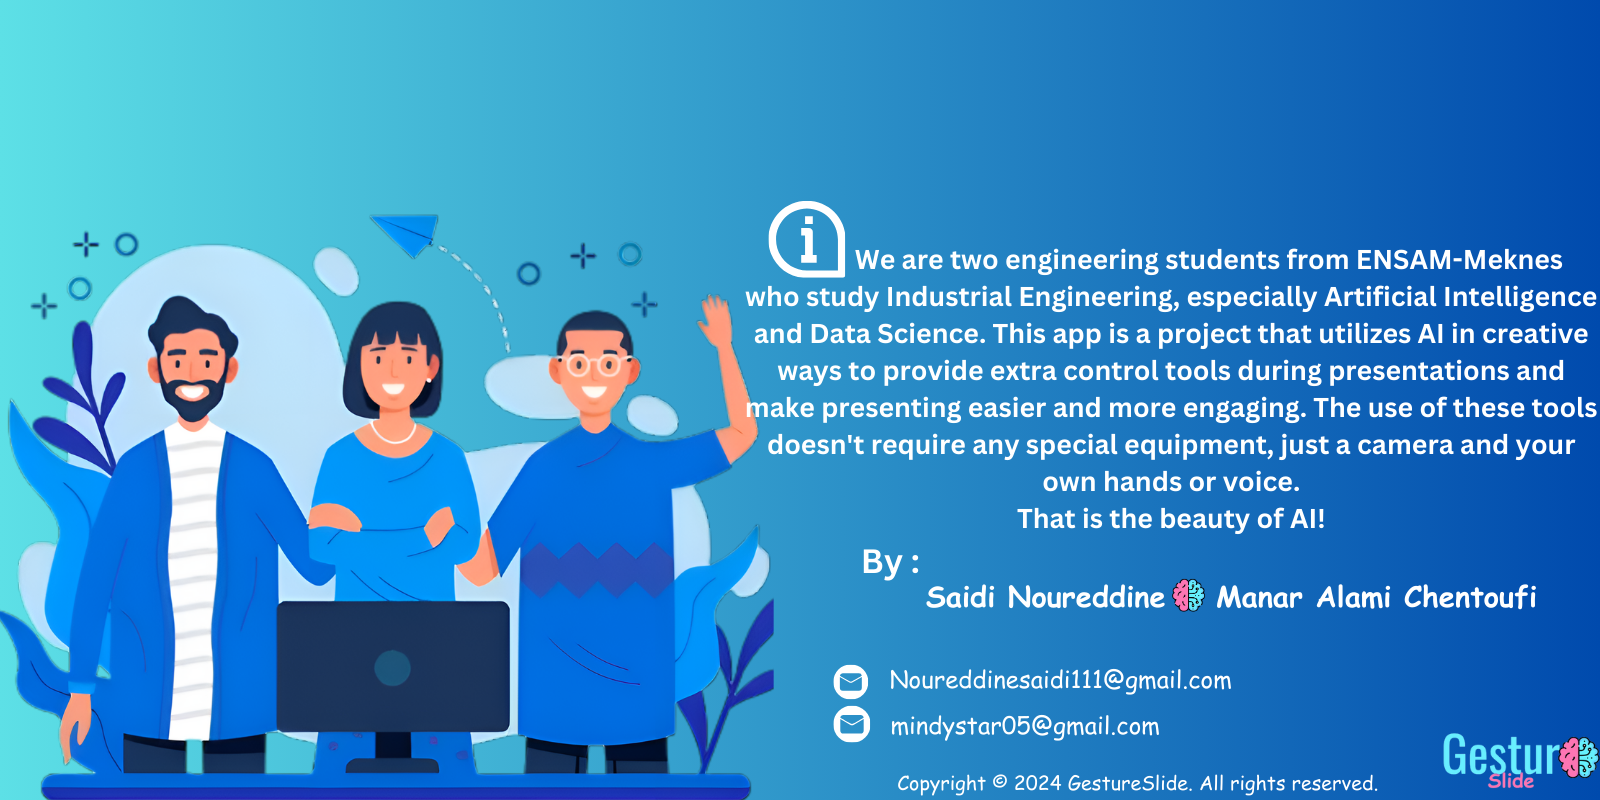 i
We are two engineering students from ENSAM-Meknes
who study Industrial Engineering, especially Artificial Intelligence
and Data Science. This app is a project that utilizes AI in creative
ways to provide extra control tools during presentations and
make presenting easier and more engaging. The use of these tools
doesn't require any special equipment, just a camera and your
own hands or voice.
That is the beauty of AI!
By :
Saidi Noureddine Manar Alami Chentoufi
Noureddinesaidi111@gmail.com
mindystar05@gmail.com
Copyright © 2024 GestureSlide. All rights reserved.
Gestur
Slide